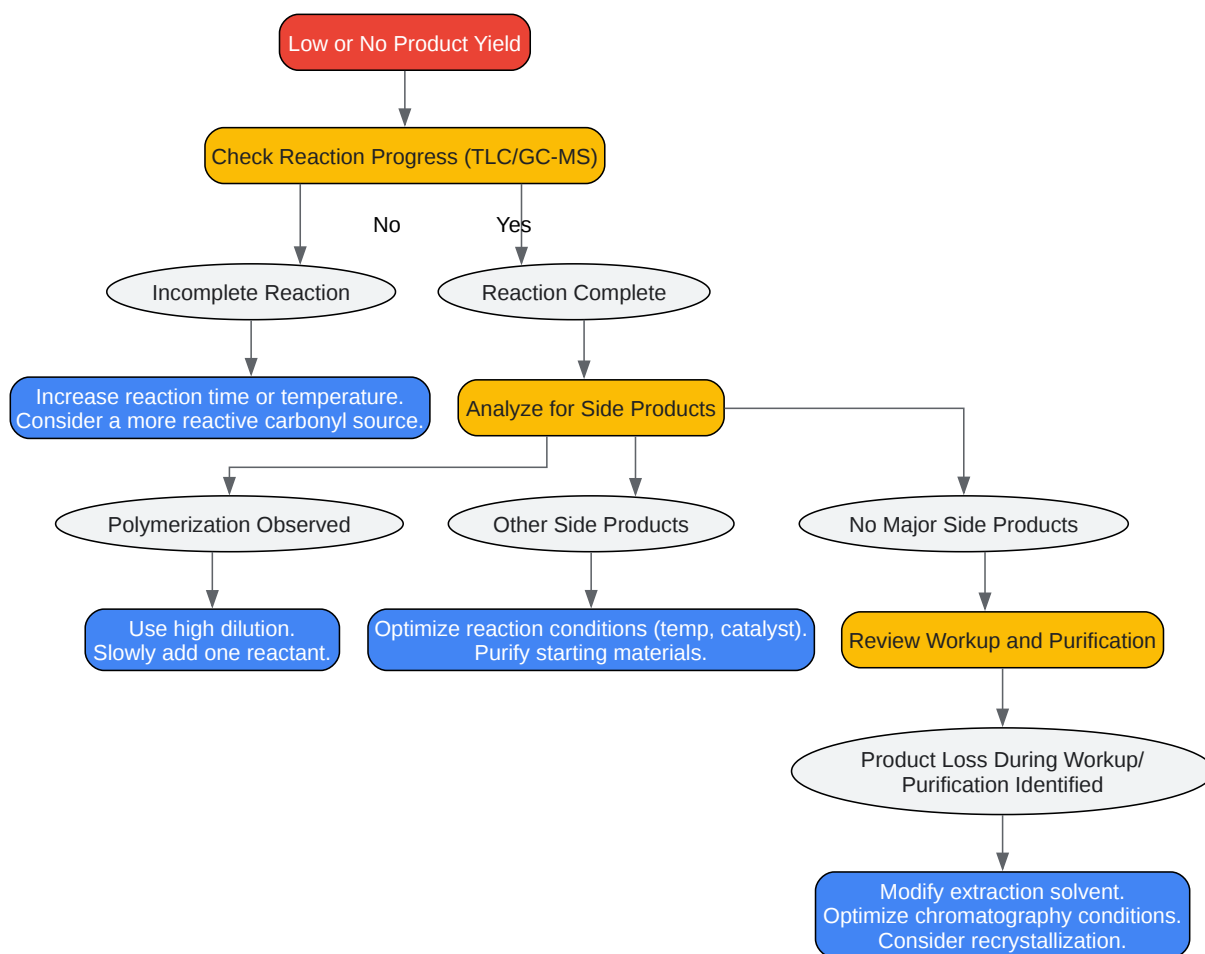 Low or No Product Yield
Check Reaction Progress (TLC/GC-MS)
No
Yes
Incomplete Reaction
Reaction Complete
Increase reaction time or temperature.
Consider a more reactive carbonyl source.
Analyze for Side Products
Polymerization Observed
Other Side Products
No Major Side Products
Use high dilution.
Slowly add one reactant.
Optimize reaction conditions (temp, catalyst).
Purify starting materials.
Review Workup and Purification
Product Loss During Workup/
Purification Identified
Modify extraction solvent.
Optimize chromatography conditions.
Consider recrystallization.